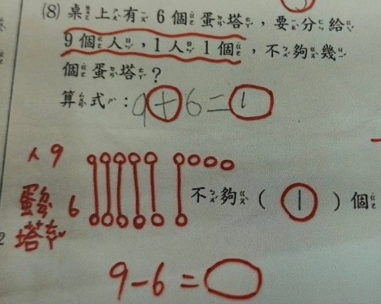 (8) 桌上有 6 個蛋塔，要分給
9 個人，1 人 1 個，不夠幾
個蛋塔？
算式：9+6=1
人 9
蛋 6
塔
不夠（ 1 ）個
9-6=